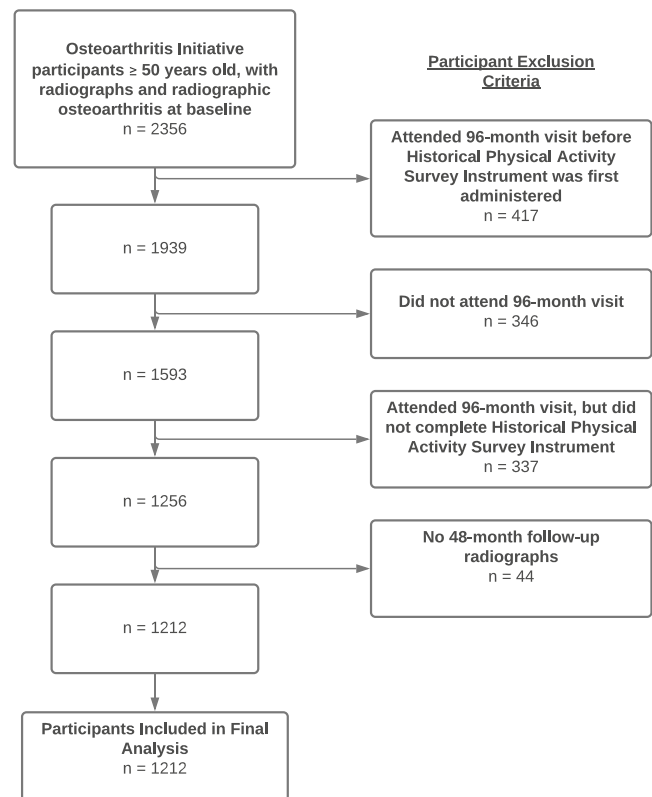 Osteoarthritis Initiative
participants ≥ 50 years old, with
radiographs and radiographic
osteoarthritis at baseline
n = 2356
Participant Exclusion
Criteria
Attended 96-month visit before
Historical Physical Activity
Survey Instrument was first
administered
n = 417
n = 1939
Did not attend 96-month visit
n = 346
n = 1593
Attended 96-month visit, but did
not complete Historical Physical
Activity Survey Instrument
n = 337
n = 1256
No 48-month follow-up
radiographs
n = 44
n = 1212
Participants Included in Final
Analysis
n = 1212